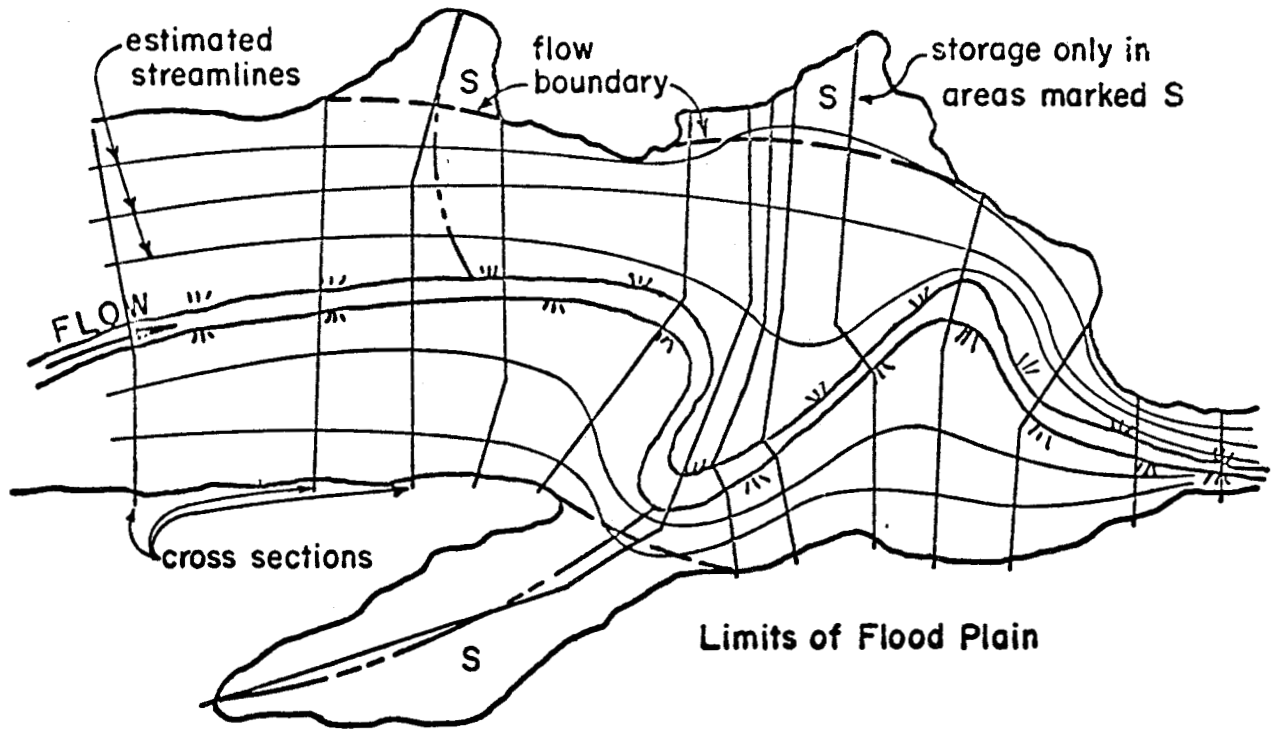 estimated
streamlines
flow
boundary
storage only in
areas marked S
S
S
FLOW
cross sections
S
Limits of Flood Plain